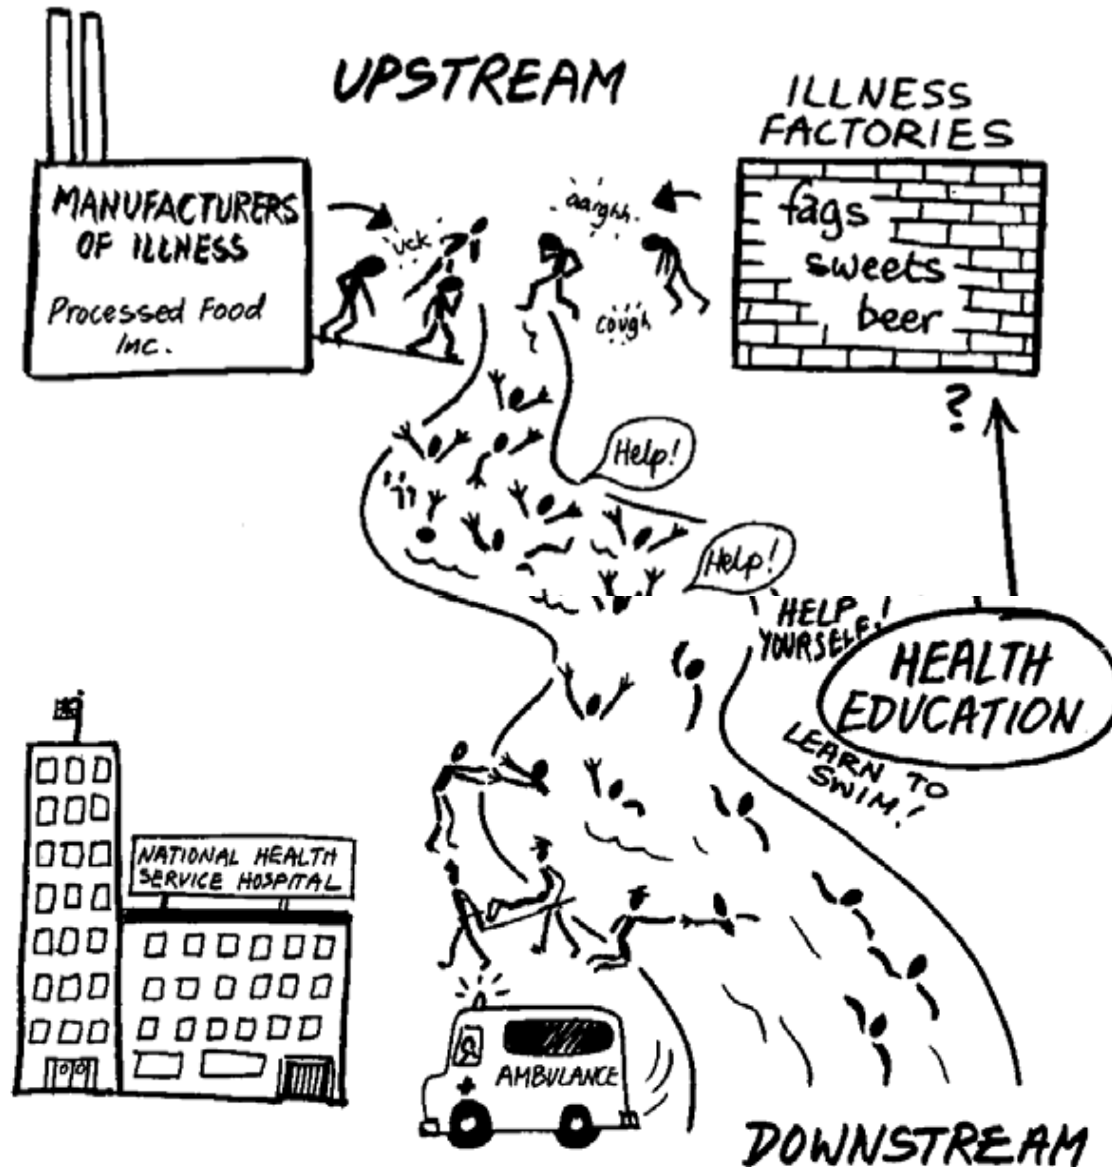 UPSTREAM
ILLNESS
FACTORIES
MANUFACTURERS
OF ILLNESS
Processed Food
Inc.
uck
aarghh
cough
fags
sweets
beer
?
Help!
Help!
HELP
YOURSELF!
HEALTH
EDUCATION
LEARN TO
SWIM!
NATIONAL HEALTH
SERVICE HOSPITAL
AMBULANCE
DOWNSTREAM